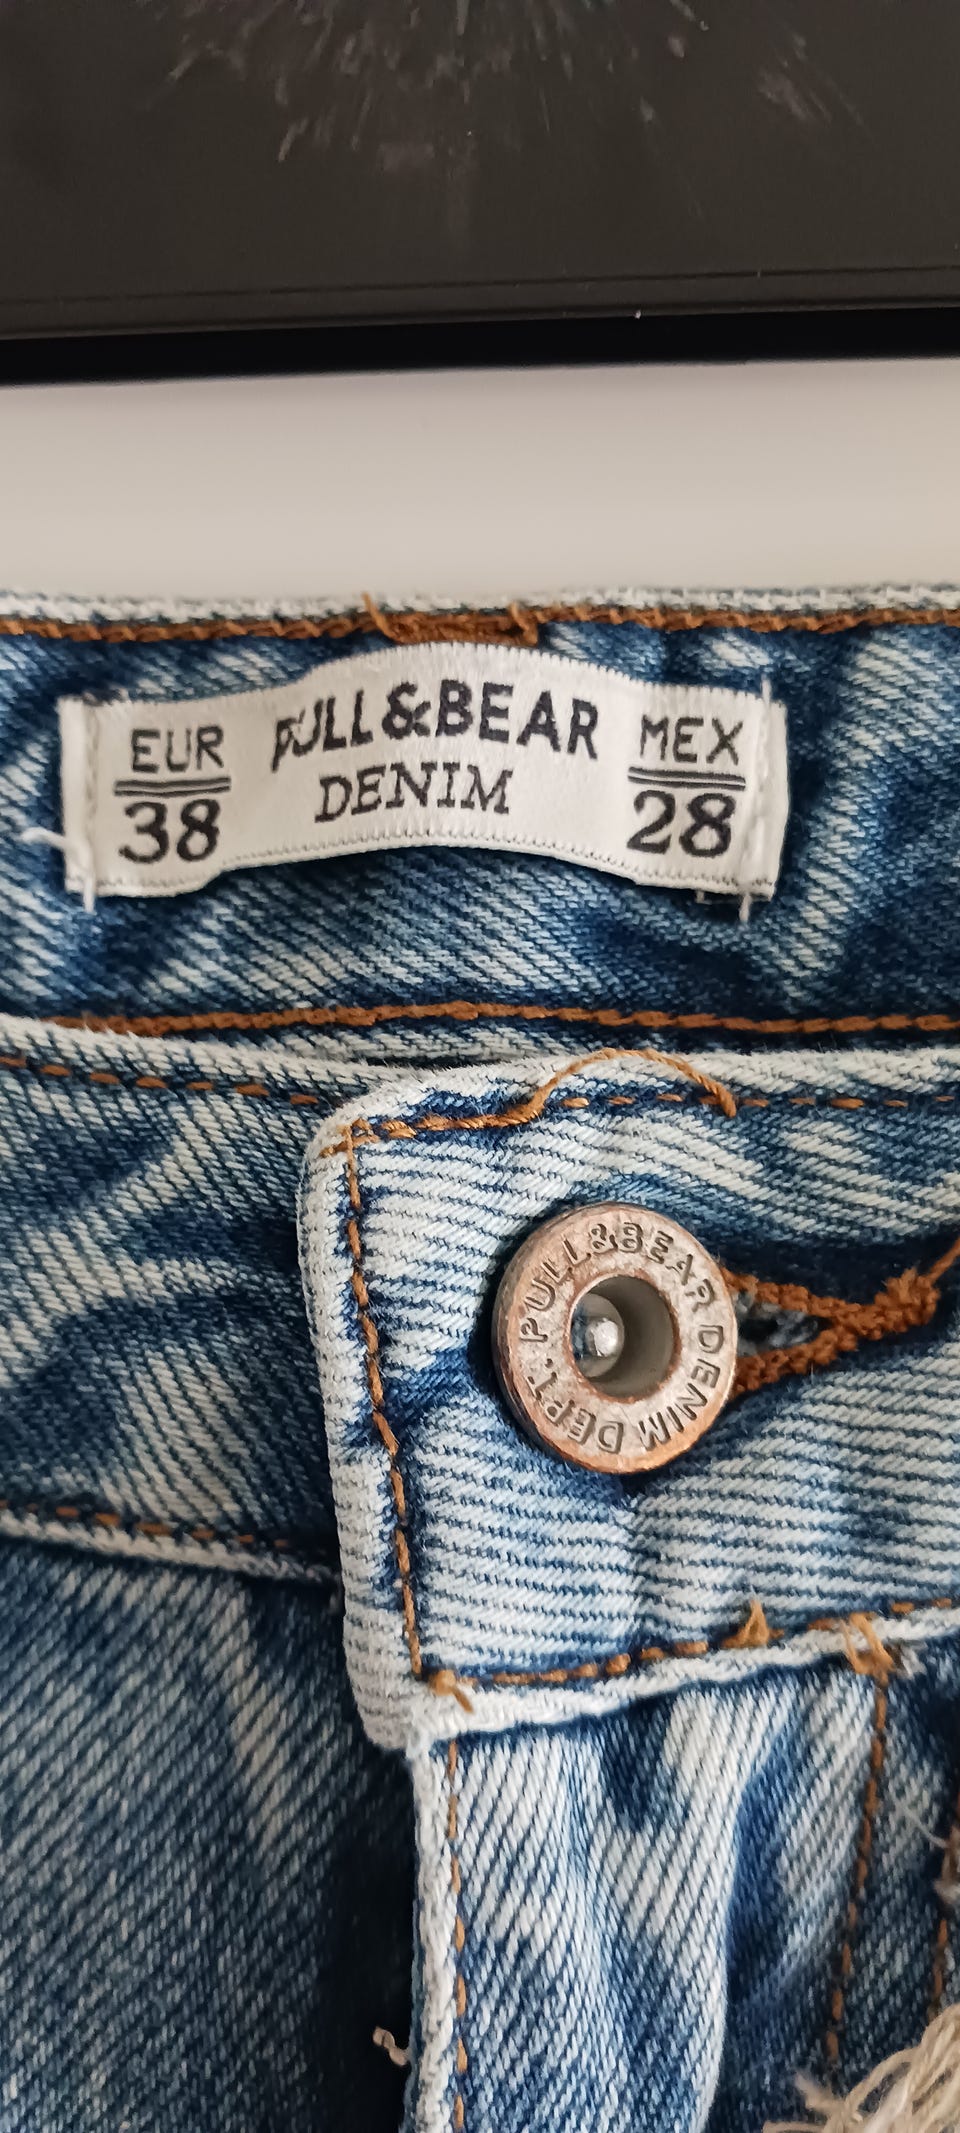 EUR
38
PULL&BEAR
DENIM
MEX
28
PULL&BEAR DENIM DEPT.